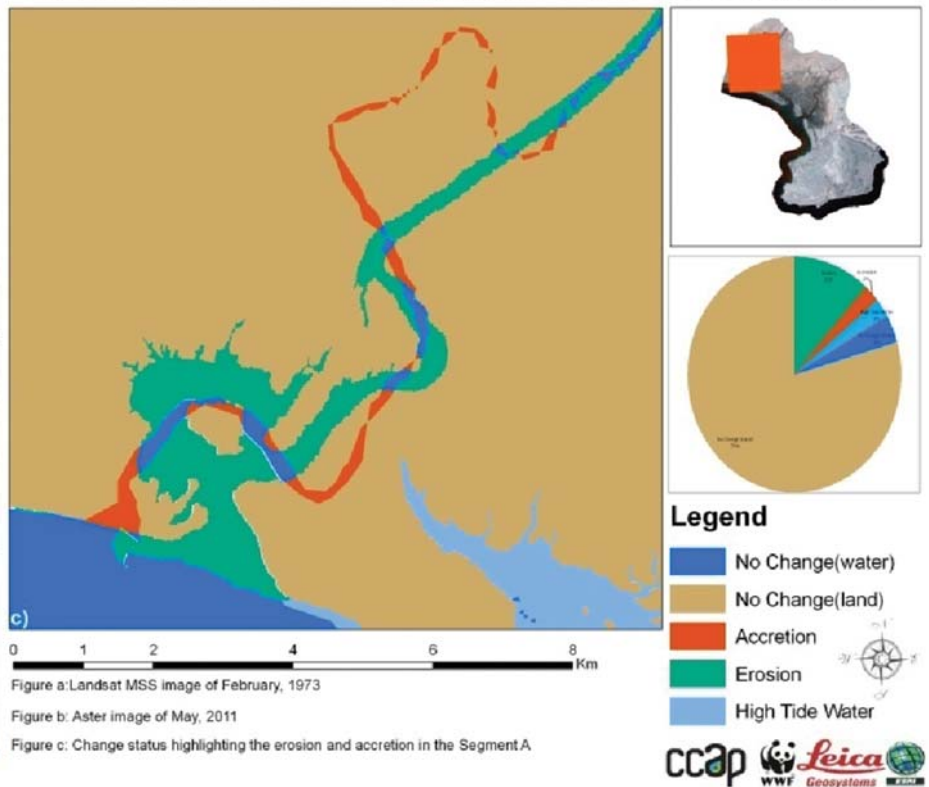 c)
0 1 2 4 6 8 Km
Figure a:Landsat MSS image of February, 1973
Figure b: Aster image of May, 2011
Figure c: Change status highlighting the erosion and accretion in the Segment A
Legend
No Change(water)
No Change(land)
Accretion
Erosion
High Tide Water
ccap
WWF
Leica
Geosystems